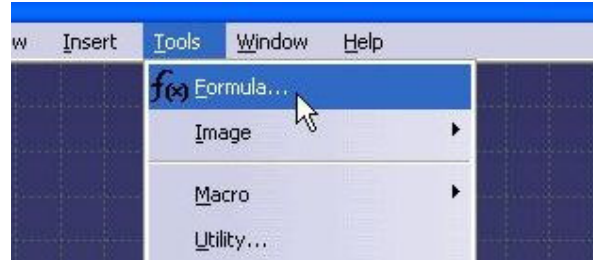 w Insert Tools Window Help
f(x) Formula...
Image
Macro
Utility...